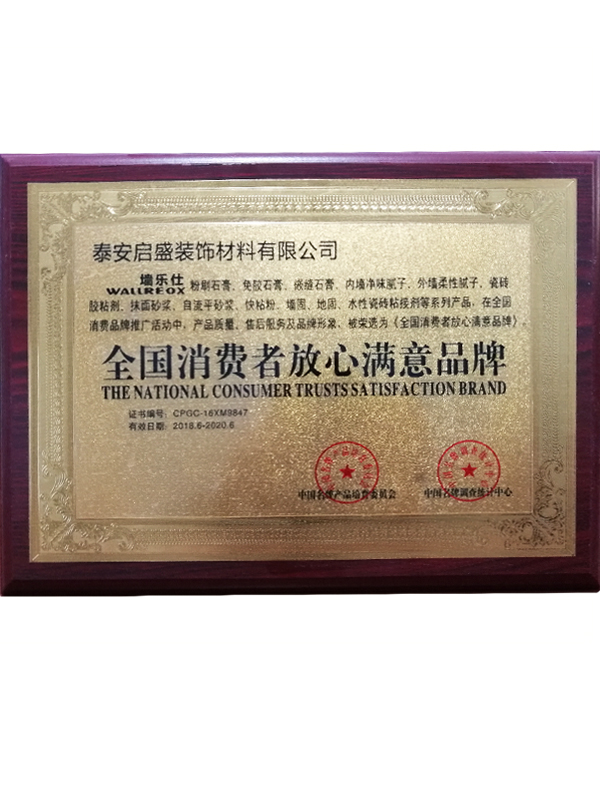 泰安启盛装饰材料有限公司
墙乐仕
WALLREOX 粉刷石膏、免胶石膏、嵌缝石膏、内墙净味腻子、外墙柔性腻子、瓷砖
胶粘剂、抹面砂浆、自流平砂浆、快粘粉、墙固、地固、水性瓷砖粘接剂等系列产品，在全国
消费品牌推广活动中，产品质量、售后服务及品牌形象，被荣选为《全国消费者放心满意品牌》。
全国消费者放心满意品牌
THE NATIONAL CONSUMER TRUSTS SATISFACTION BRAND
证书编号：CPGC-16XM9847
有效日期：2018.6-2020.6
中国名牌产品培育委员会 中国名牌调查统计中心